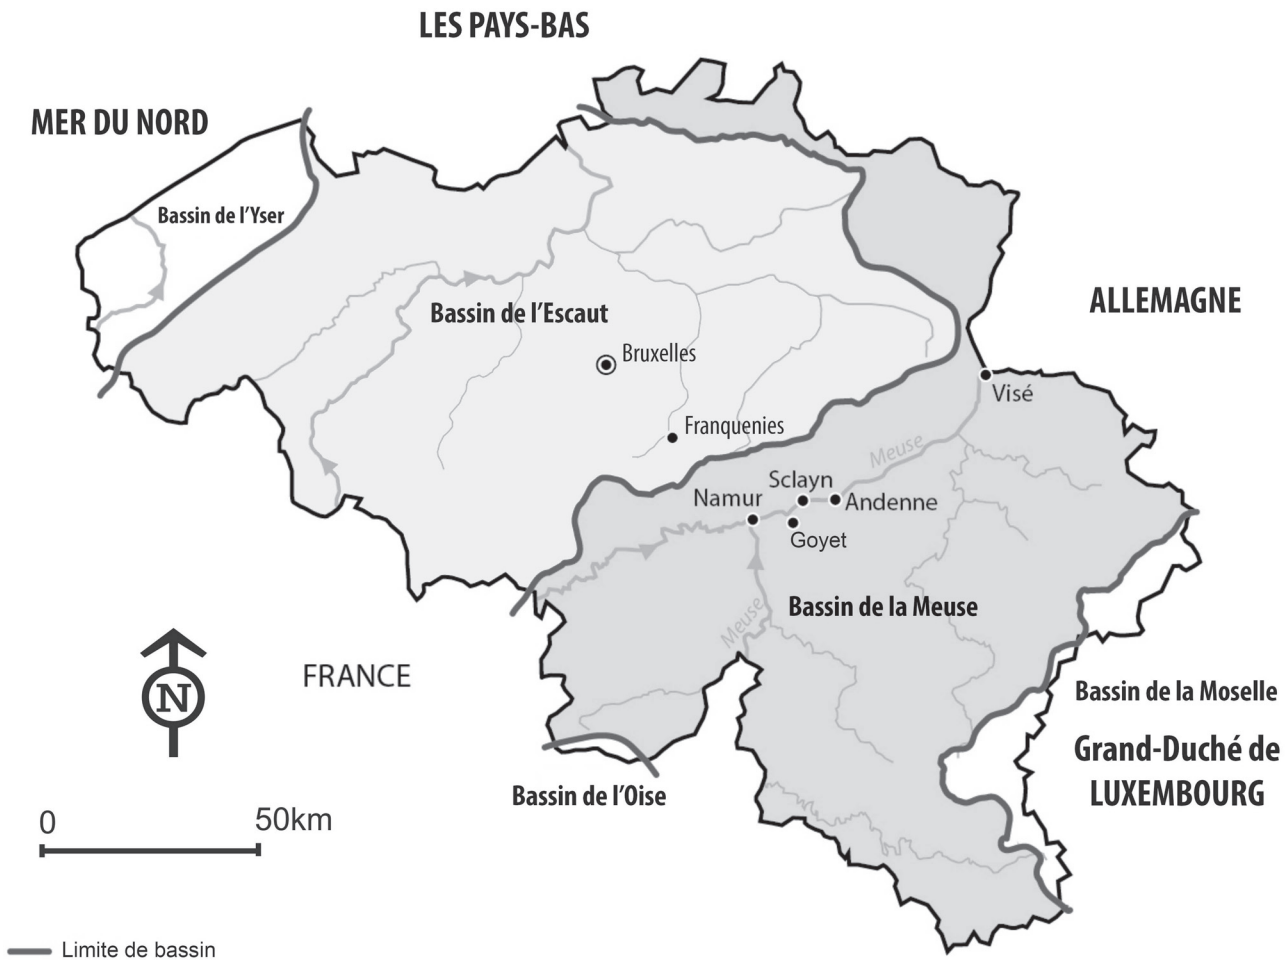 LES PAYS-BAS
MER DU NORD
Bassin de l'Yser
ALLEMAGNE
Bassin de l'Escaut
Bruxelles
Visé
Franquenies
Meuse
Sclayn
Namur
Andenne
Goyet
Bassin de la Meuse
Meuse
N
FRANCE
Bassin de la Moselle
Grand-Duché de
LUXEMBOURG
Bassin de l'Oise
0 50km
Limite de bassin